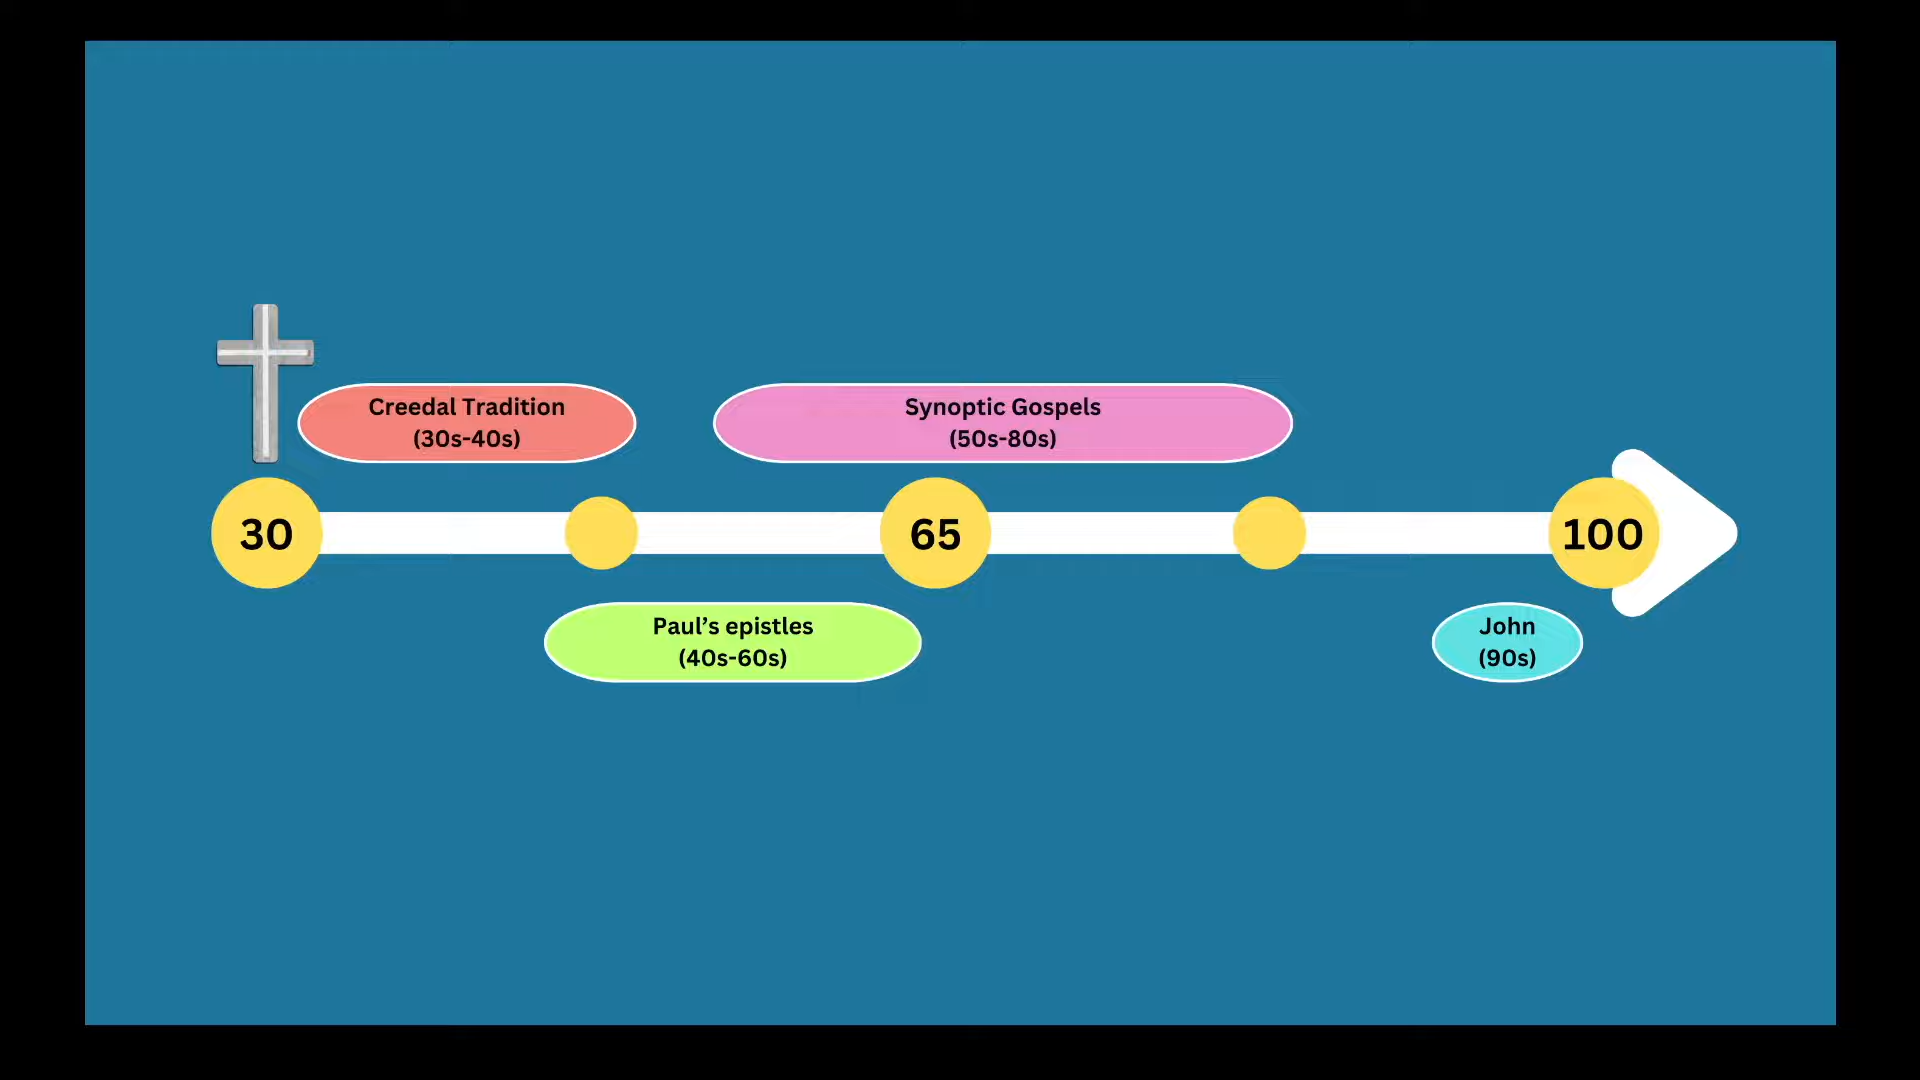 Creedal Tradition
(30s-40s)
Synoptic Gospels
(50s-80s)
30
65
100
Paul’s epistles
(40s-60s)
John
(90s)